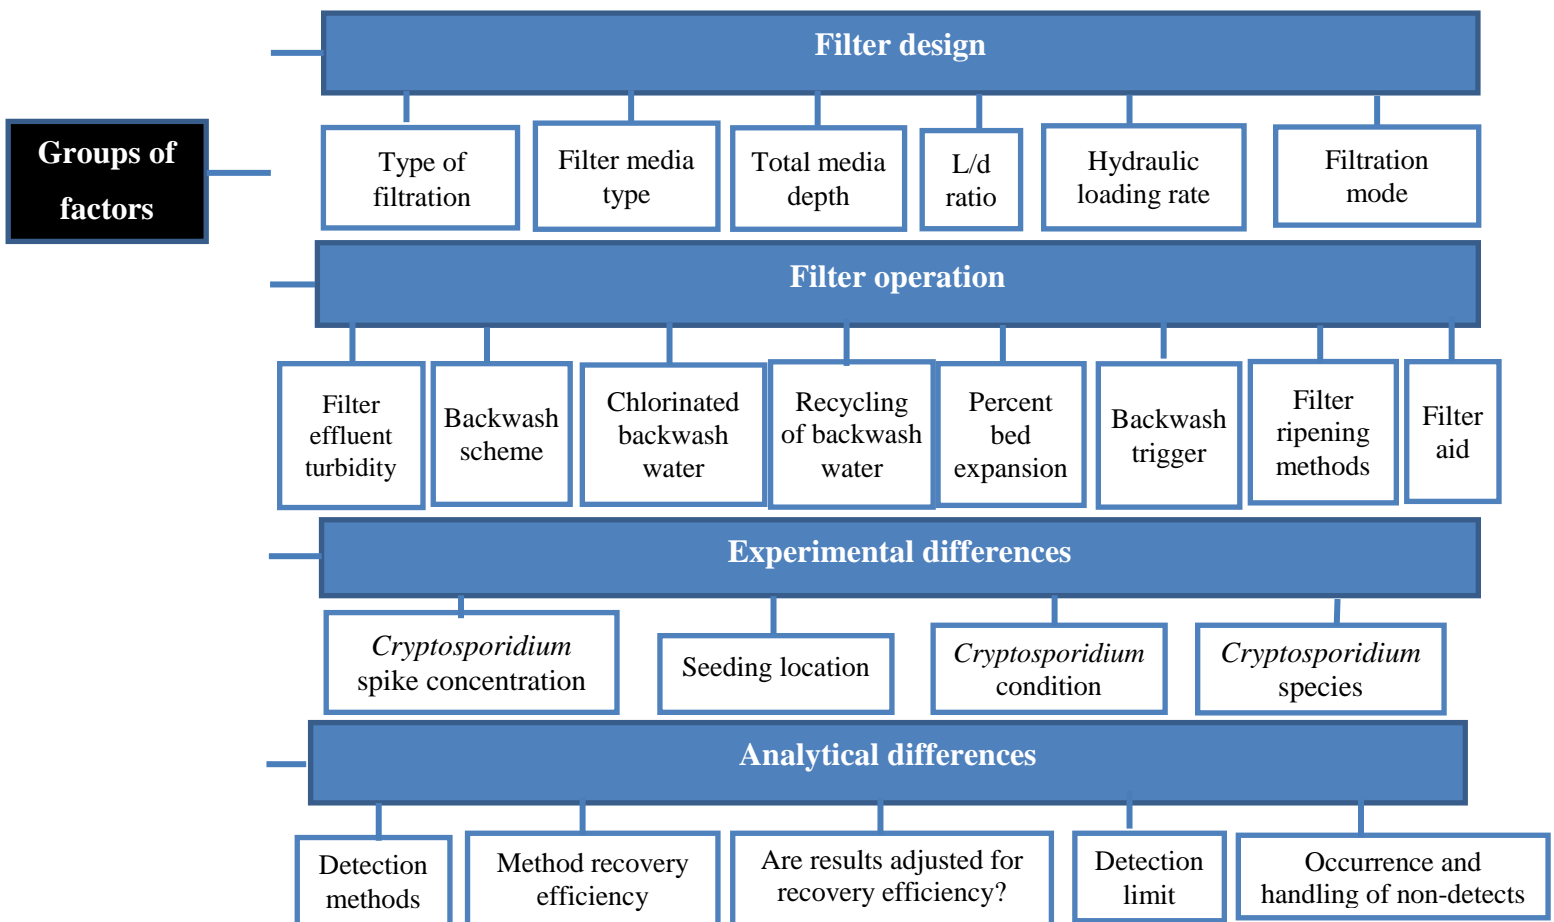 Groups of
factors
Filter design
Type of
filtration
Filter media
type
Total media
depth
L/d
ratio
Hydraulic
loading rate
Filtration
mode
Filter operation
Filter
effluent
turbidity
Backwash
scheme
Chlorinated
backwash
water
Recycling
of backwash
water
Percent
bed
expansion
Backwash
trigger
Filter
ripening
methods
Filter
aid
Experimental differences
Cryptosporidium
spike concentration
Seeding location
Cryptosporidium
condition
Cryptosporidium
species
Analytical differences
Detection
methods
Method recovery
efficiency
Are results adjusted for
recovery efficiency?
Detection
limit
Occurrence and
handling of non-detects